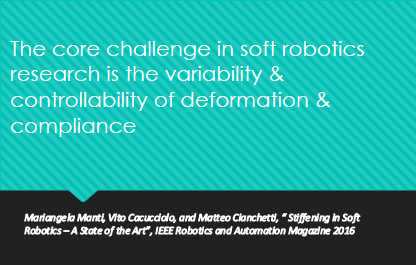 The core challenge in soft robotics
research is the variability &
controllability of deformation &
compliance
Mariangela Manti, Vito Cacucciolo, and Matteo Cianchetti, “ Stiffening in Soft
Robotics – A State of the Art”, IEEE Robotics and Automation Magazine 2016